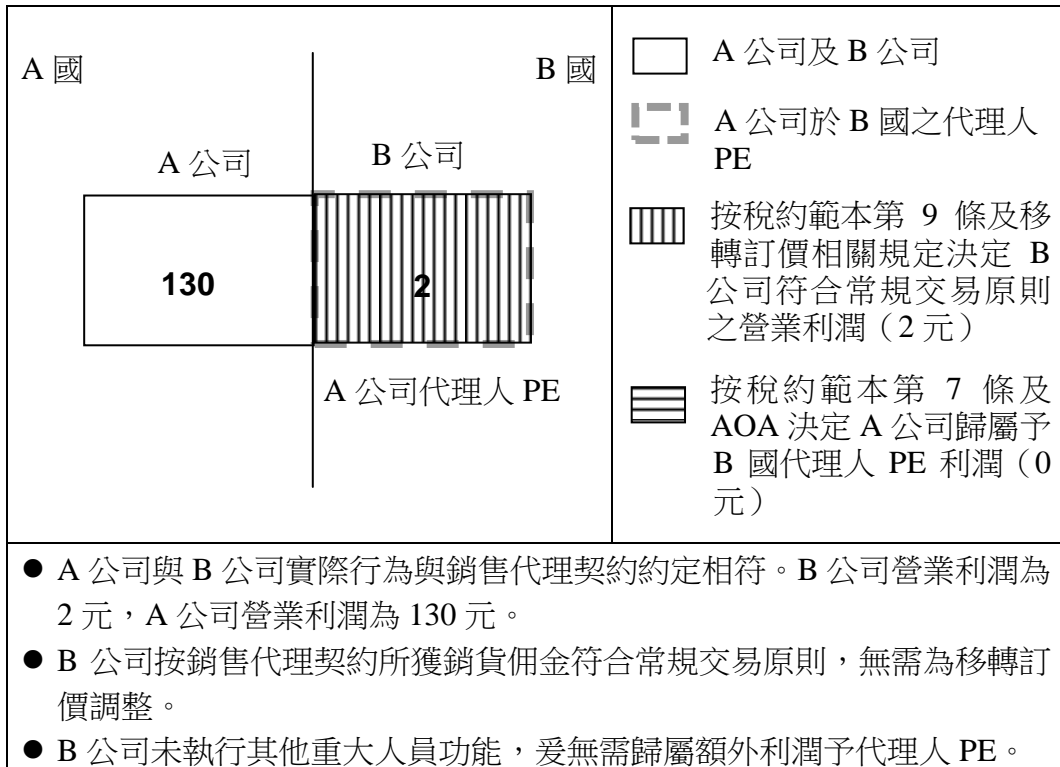 A 國
B 國
A 公司
B 公司
130
2
A 公司代理人 PE
A 公司及 B 公司
A 公司於 B 國之代理人
PE
按稅約範本第 9 條及移
轉訂價相關規定決定 B
公司符合常規交易原則
之營業利潤（2 元）
按稅約範本第 7 條及
AOA 決定 A 公司歸屬予
B 國代理人 PE 利潤（0
元）
● A 公司與 B 公司實際行為與銷售代理契約約定相符。B 公司營業利潤為
2 元，A 公司營業利潤為 130 元。
● B 公司按銷售代理契約所獲銷貨佣金符合常規交易原則，無需為移轉訂
價調整。
● B 公司未執行其他重大人員功能，爰無需歸屬額外利潤予代理人 PE。